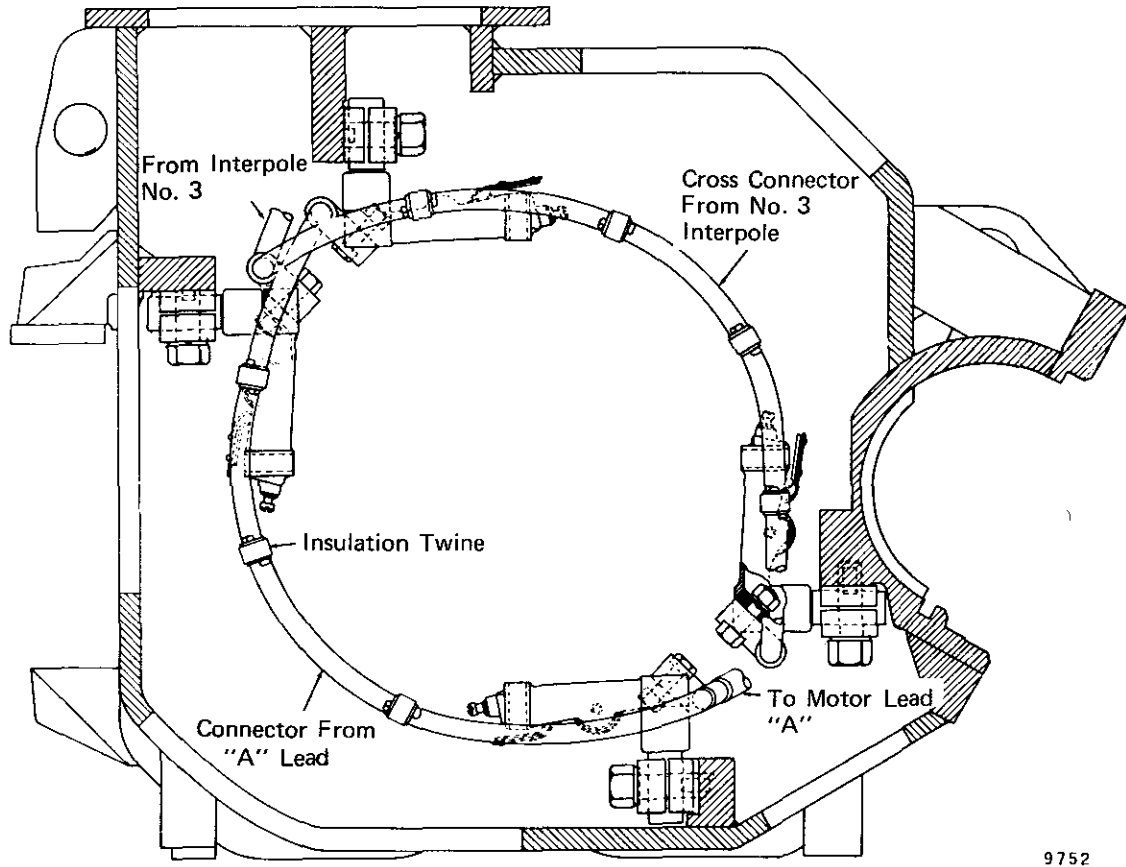 From Interpole
No. 3
Cross Connector
From No. 3
Interpole
Insulation Twine
Connector From
"A" Lead
To Motor Lead
"A"
9752